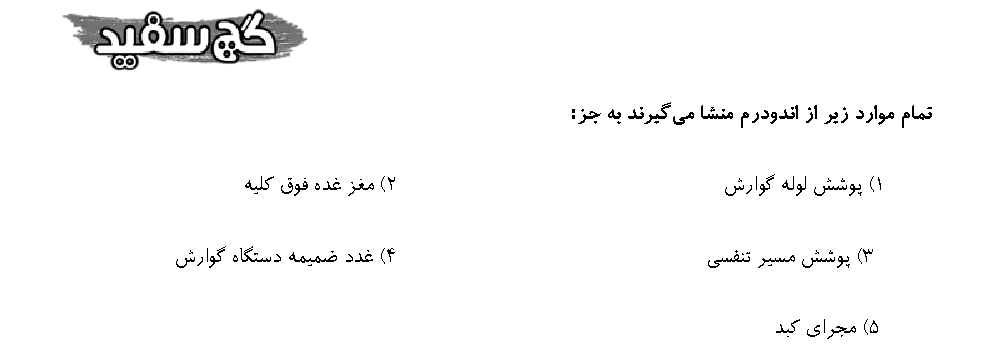 گچ سفید
تمام موارد زیر از اندودرم منشا می‌گیرند به جز:
۱) پوشش لوله گوارش
۲) مغز غده فوق کلیه
۳) پوشش مسیر تنفسی
۴) غدد ضمیمه دستگاه گوارش
۵) مجرای کبد